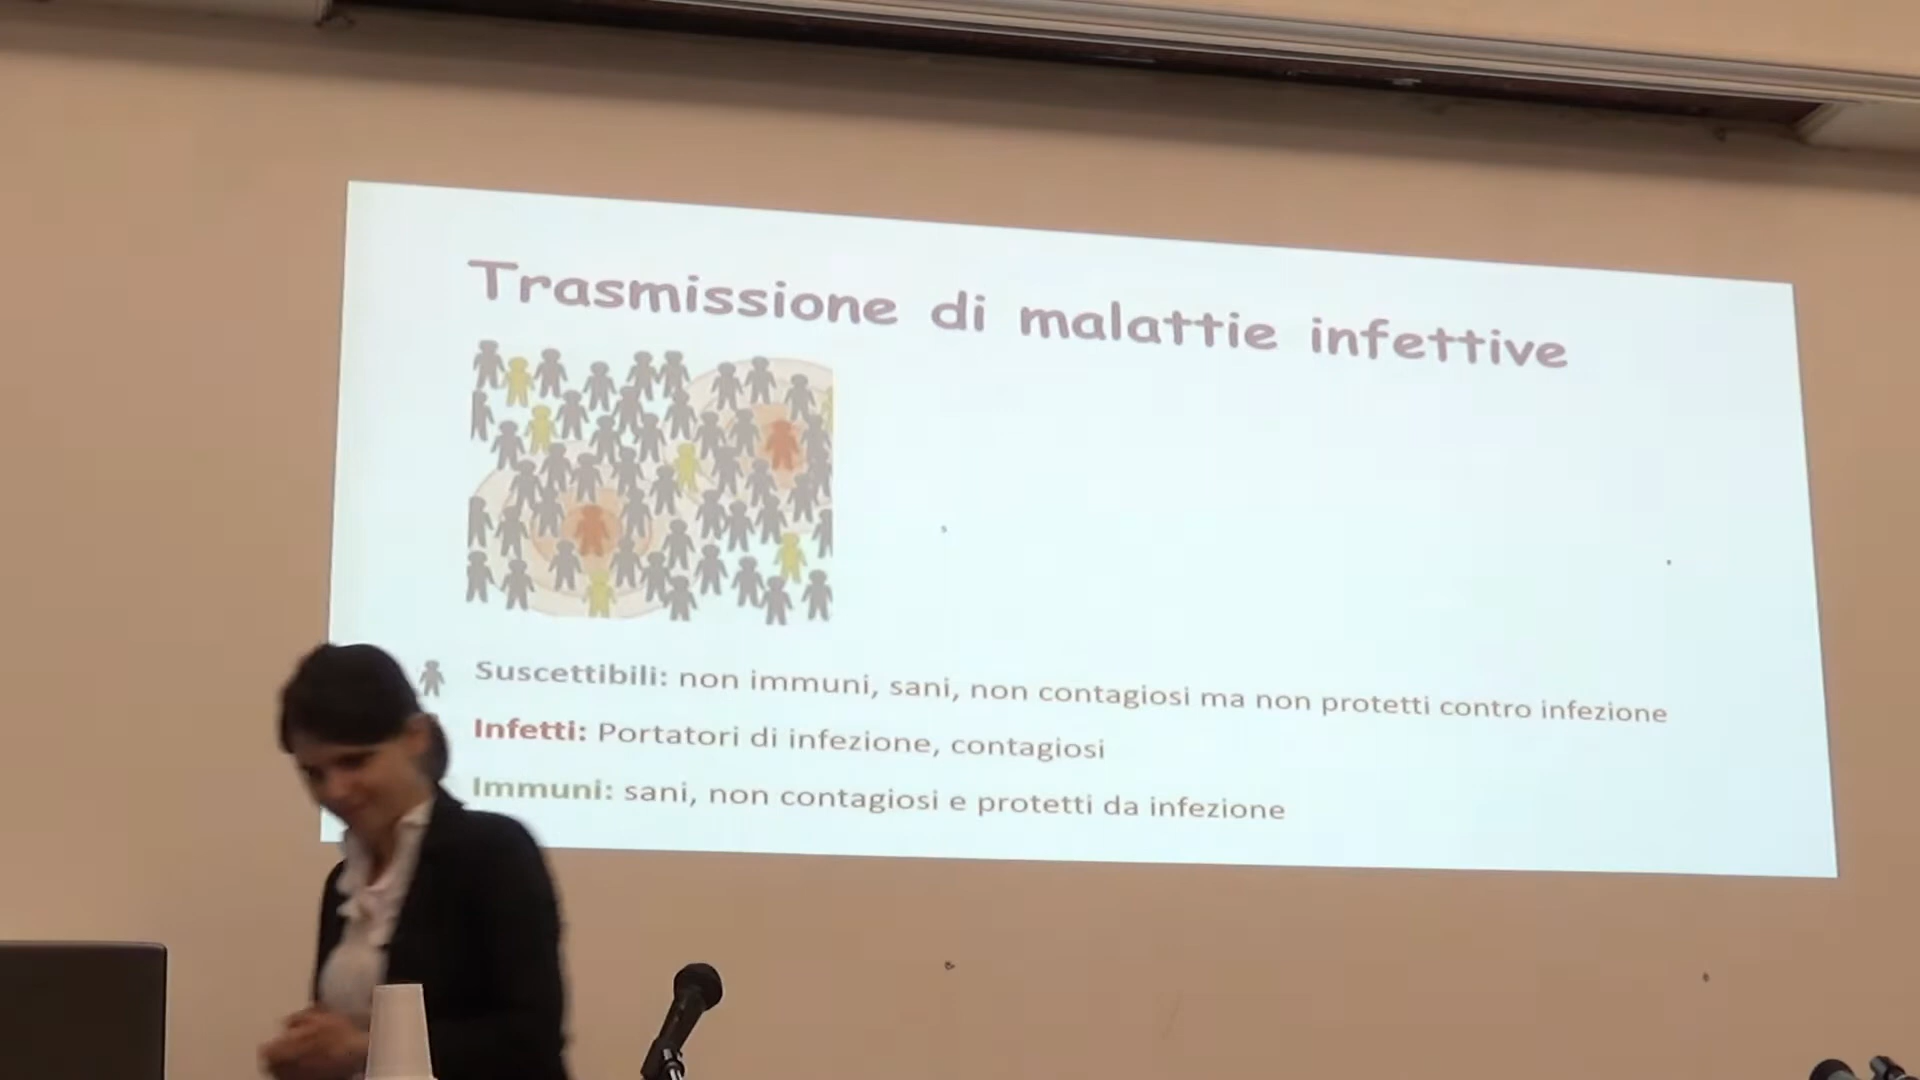 Trasmissione di malattie infettive
Suscettibili: non immuni, sani, non contagiosi ma non protetti contro infezione
Infetti: Portatori di infezione, contagiosi
Immuni: sani, non contagiosi e protetti da infezione